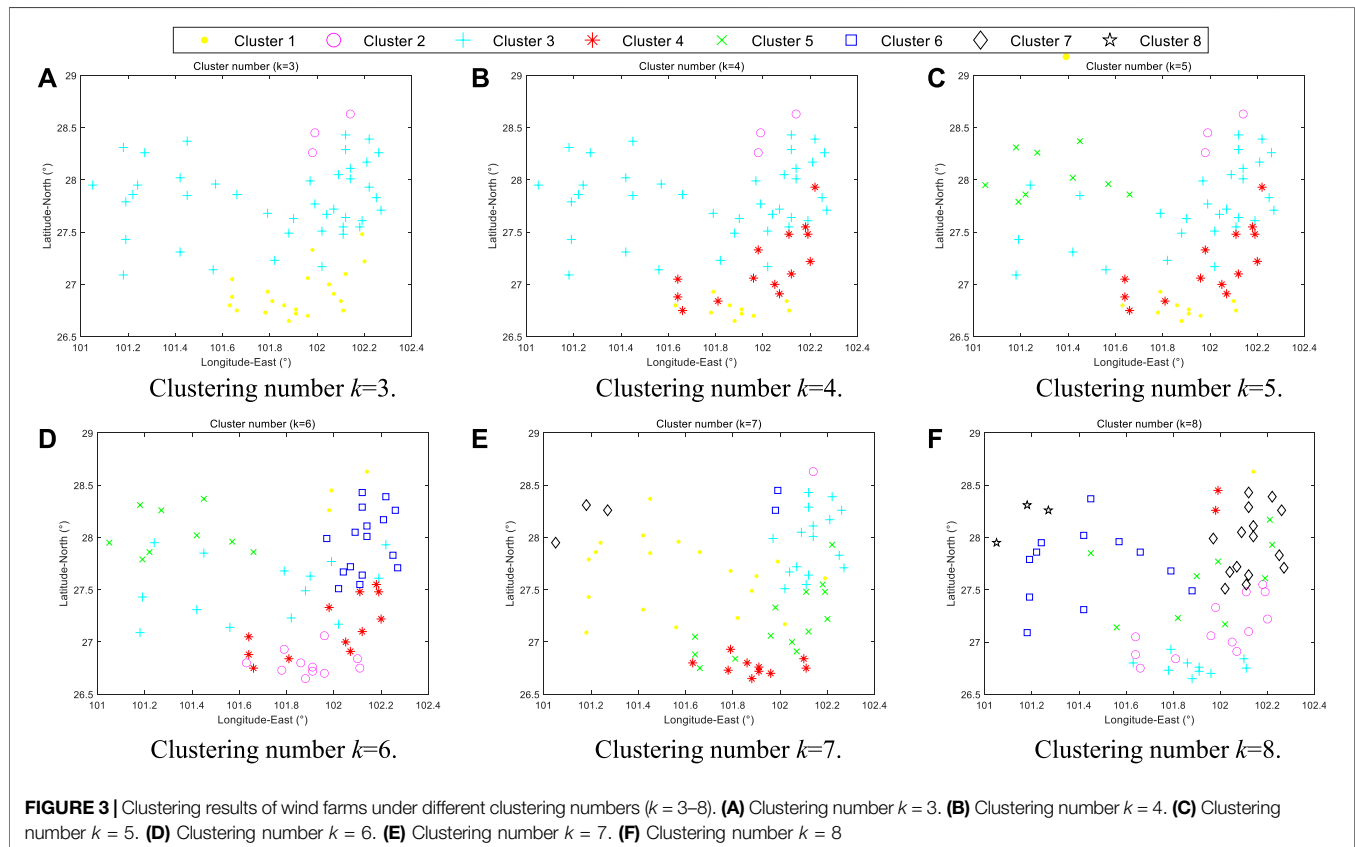 Cluster 1 Cluster 2 Cluster 3 Cluster 4 Cluster 5 Cluster 6 Cluster 7 Cluster 8
A
Cluster number (k=3)
29
28.5
28
27.5
27
26.5
Latitude-North (°)
101 101.2 101.4 101.6 101.8 102 102.2 102.4
Longitude-East (°)
Clustering number k=3.
B
Cluster number (k=4)
29
28.5
28
27.5
27
26.5
Latitude-North (°)
101 101.2 101.4 101.6 101.8 102 102.2 102.4
Longitude-East (°)
Clustering number k=4.
C
Cluster number (k=5)
29
28.5
28
27.5
27
26.5
Latitude-North (°)
101 101.2 101.4 101.6 101.8 102 102.2 102.4
Longitude-East (°)
Clustering number k=5.
D
Cluster number (k=6)
29
28.5
28
27.5
27
26.5
Latitude-North (°)
101 101.2 101.4 101.6 101.8 102 102.2 102.4
Longitude-East (°)
Clustering number k=6.
E
Cluster number (k=7)
29
28.5
28
27.5
27
26.5
Latitude-North (°)
101 101.2 101.4 101.6 101.8 102 102.2 102.4
Longitude-East (°)
Clustering number k=7.
F
Cluster number (k=8)
29
28.5
28
27.5
27
26.5
Latitude-North (°)
101 101.2 101.4 101.6 101.8 102 102.2 102.4
Longitude-East (°)
Clustering number k=8.
FIGURE 3 | Clustering results of wind farms under different clustering numbers (k = 3–8). (A) Clustering number k = 3. (B) Clustering number k = 4. (C) Clustering
number k = 5. (D) Clustering number k = 6. (E) Clustering number k = 7. (F) Clustering number k = 8